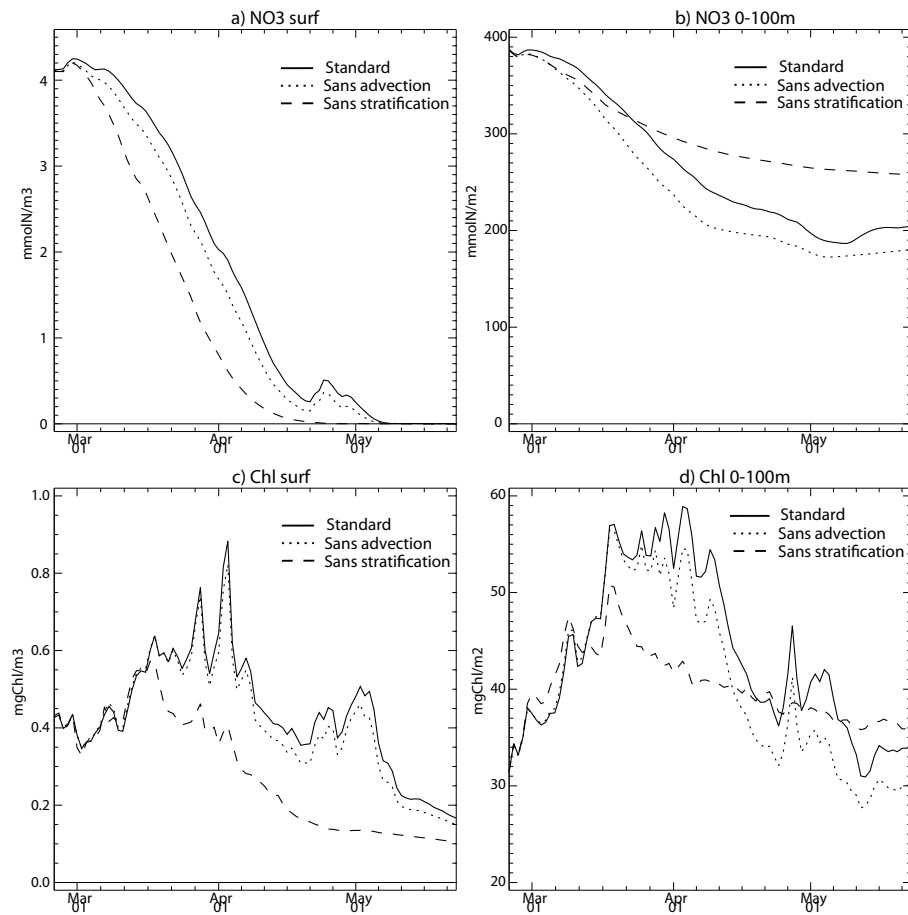 a) NO3 surf
mmolN/m3
4
3
2
1
0
Standard
Sans advection
Sans stratification
Mar
01
Apr
01
May
01
b) NO3 0-100m
mmolN/m2
400
300
200
100
0
Standard
Sans advection
Sans stratification
Mar
01
Apr
01
May
01
c) Chl surf
mgChl/m3
1.0
0.8
0.6
0.4
0.2
0.0
Standard
Sans advection
Sans stratification
Mar
01
Apr
01
May
01
d) Chl 0-100m
mgChl/m2
60
50
40
30
20
Standard
Sans advection
Sans stratification
Mar
01
Apr
01
May
01